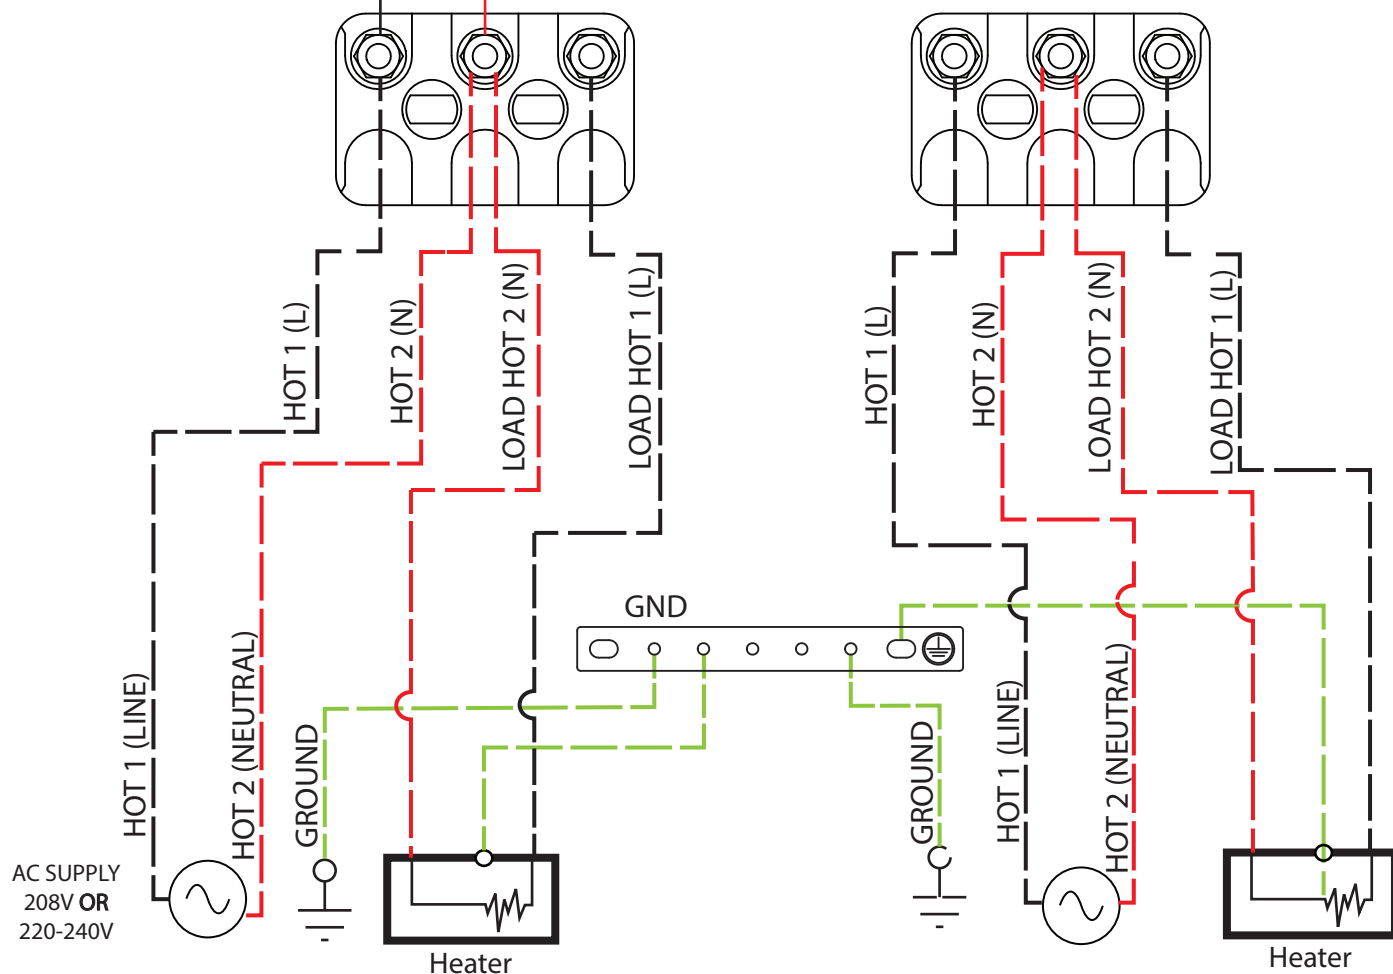 HOT 1 (L)
HOT 2 (N)
LOAD HOT 2 (N)
LOAD HOT 1 (L)
HOT 1 (L)
HOT 2 (N)
LOAD HOT 2 (N)
LOAD HOT 1 (L)
GND
HOT 1 (LINE)
HOT 2 (NEUTRAL)
GROUND
GROUND
HOT 1 (LINE)
HOT 2 (NEUTRAL)
AC SUPPLY
208V OR
220-240V
Heater
Heater